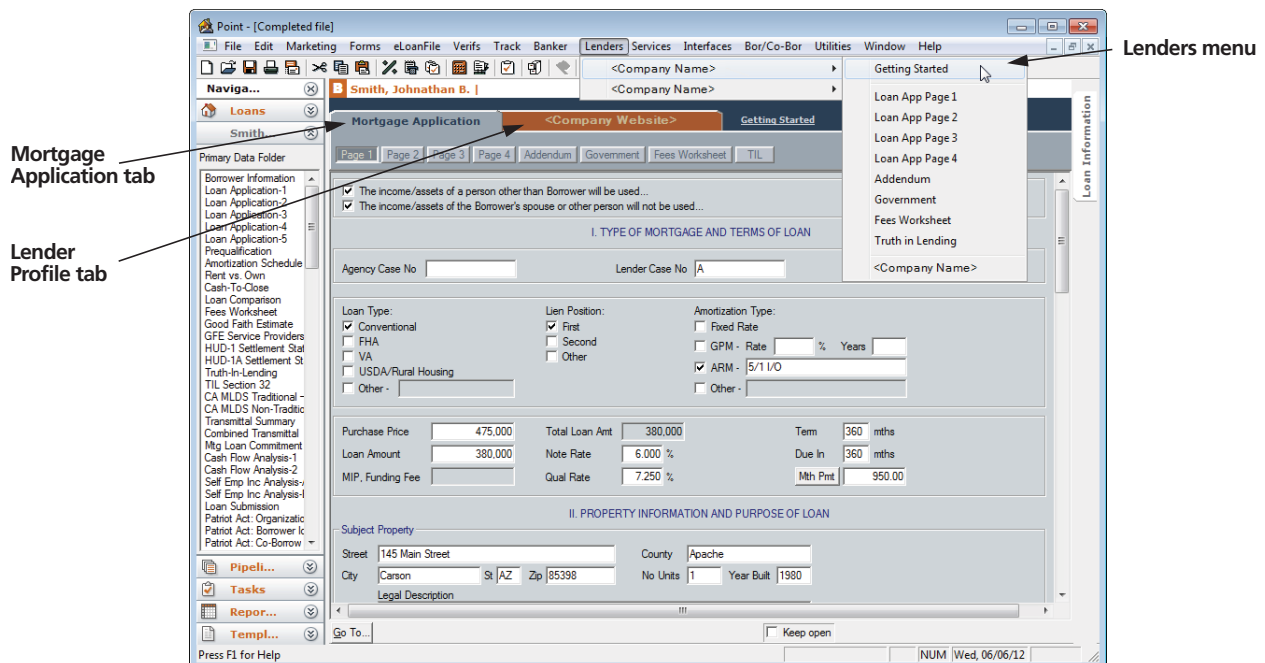 Point - [Completed file]
File Edit Marketing Forms eLoanFile Verifs Track Banker Lenders Services Interfaces Bor/Co-Bor Utilities Window Help
Lenders menu
<Company Name>
<Company Name>
Getting Started
Loan App Page 1
Loan App Page 2
Loan App Page 3
Loan App Page 4
Addendum
Government
Fees Worksheet
Truth in Lending
<Company Name>
Naviga...
Loans
Smith...
Primary Data Folder
Borrower Information
Loan Application-1
Loan Application-2
Loan Application-3
Loan Application-4
Loan Application-5
Prequalification
Amortization Schedule
Rent vs. Own
Cash-To-Close
Loan Comparison
Fees Worksheet
Good Faith Estimate
GFE Service Providers
HUD-1 Settlement Stat
HUD-1A Settlement St
Truth-In-Lending
TIL Section 32
CA MLDS Traditional -
CA MLDS Non-Traditic
Transmittal Summary
Combined Transmittal
Mtg Loan Commitment
Cash Flow Analysis-1
Cash Flow Analysis-2
Self Emp Inc Analysis-
Self Emp Inc Analysis-
Loan Submission
Patriot Act: Organizatic
Patriot Act: Borrower Ic
Patriot Act: Co-Borrow
Pipeli...
Tasks
Repor...
Templ...
Mortgage
Application tab
Lender
Profile tab
B Smith, Johnathan B. |
Mortgage Application <Company Website> Getting Started
Page 1 Page 2 Page 3 Page 4 Addendum Government Fees Worksheet TIL
Loan Information
The income/assets of a person other than Borrower will be used...
The income/assets of the Borrower's spouse or other person will not be used...
I. TYPE OF MORTGAGE AND TERMS OF LOAN
Agency Case No Lender Case No A
Loan Type: Lien Position: Amortization Type:
Conventional First Fixed Rate
FHA Second GPM - Rate % Years
VA Other ARM - 5/1 I/O
USDA/Rural Housing
Other - Other -
Purchase Price 475,000 Total Loan Amt 380,000 Term 360 mths
Loan Amount 380,000 Note Rate 6.000 % Due In 360 mths
MIP, Funding Fee Qual Rate 7.250 % Mth Pmt 950.00
II. PROPERTY INFORMATION AND PURPOSE OF LOAN
Subject Property
Street 145 Main Street County Apache
City Carson St AZ Zip 85398 No Units 1 Year Built 1980
Legal Description
Go To... Keep open
Press F1 for Help NUM Wed, 06/06/12